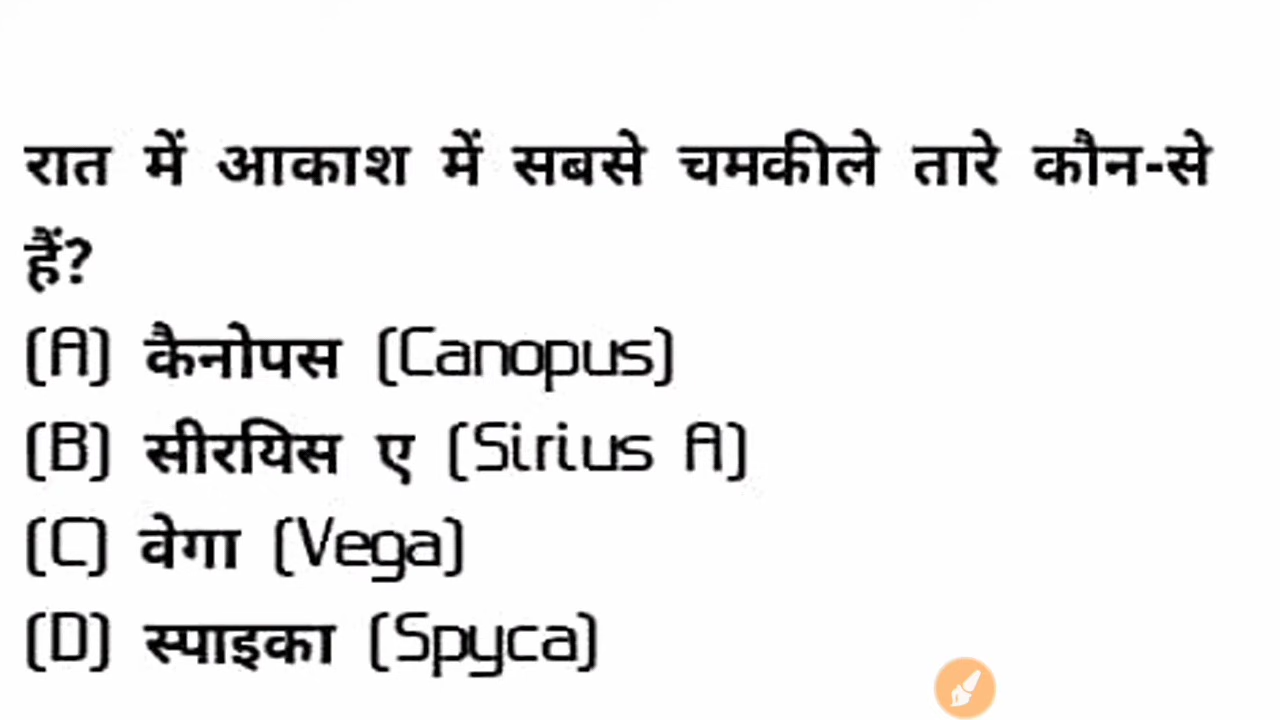 रात में आकाश में सबसे चमकीले तारे कौन-से
हैं?
(A) कैनोपस (Canopus)
(B) सीरयिस ए (Sirius A)
(C) वेगा (Vega)
(D) स्पाइका (Spyca)